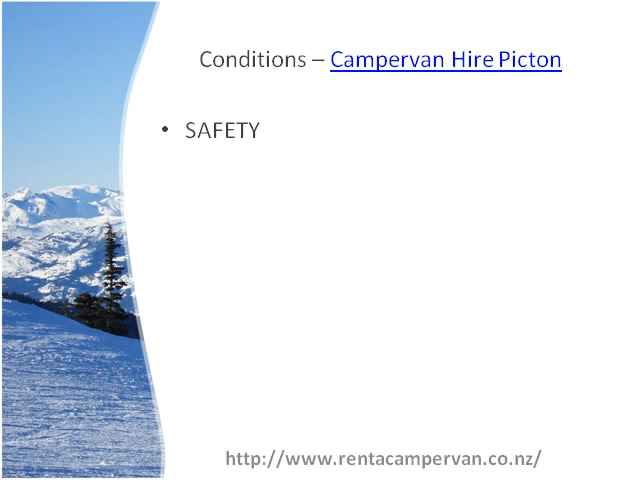 Conditions – Campervan Hire Picton
• SAFETY
http://www.rentacampervan.co.nz/